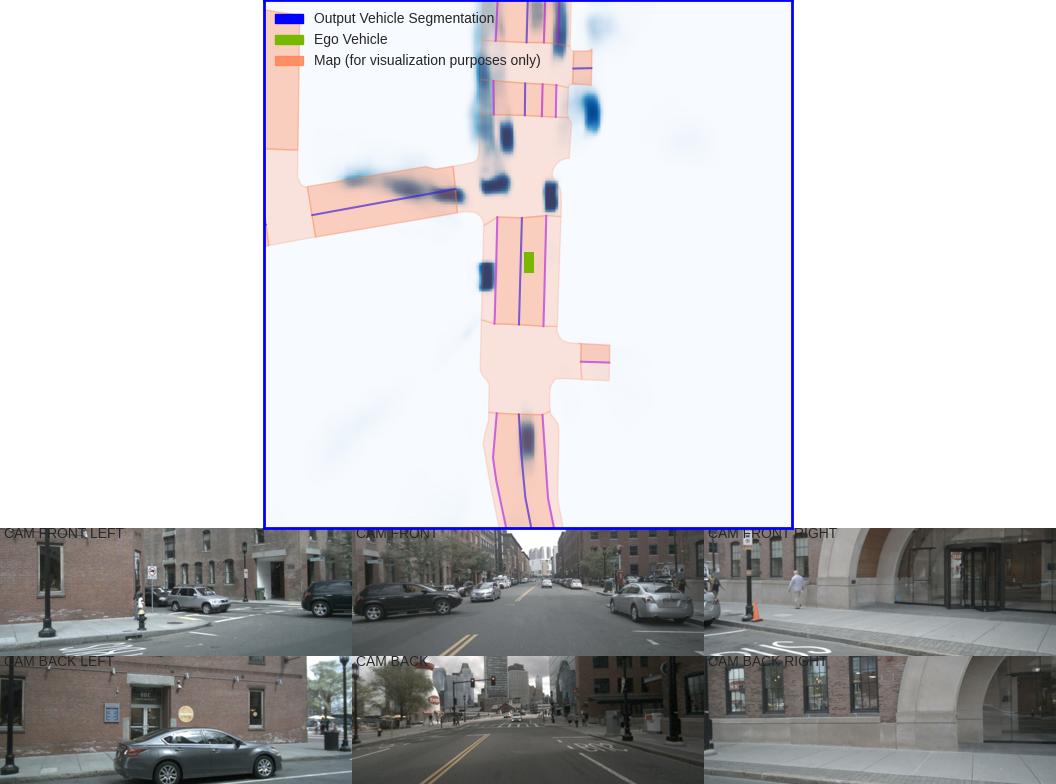 Output Vehicle Segmentation
Ego Vehicle
Map (for visualization purposes only)
CAM FRONT LEFT
CAM FRONT
CAM FRONT RIGHT
CAM BACK LEFT
CAM BACK
CAM BACK RIGHT